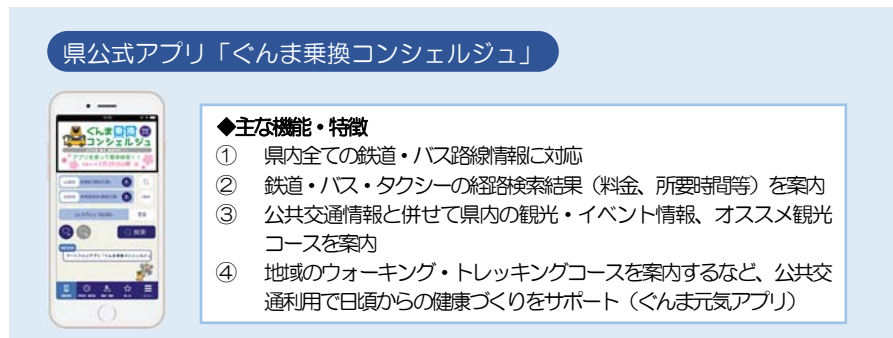 県公式アプリ「ぐんま乗換コンシェルジュ」
ぐんま乗換
コンシェルジュ
◆主な機能・特徴
① 県内全ての鉄道・バス路線情報に対応
② 鉄道・バス・タクシーの経路検索結果（料金、所要時間等）を案内
③ 公共交通情報と併せて県内の観光・イベント情報、オススメ観光
コースを案内
④ 地域のウォーキング・トレッキングコースを案内するなど、公共交
通利用で日頃からの健康づくりをサポート（ぐんま元気アプリ）